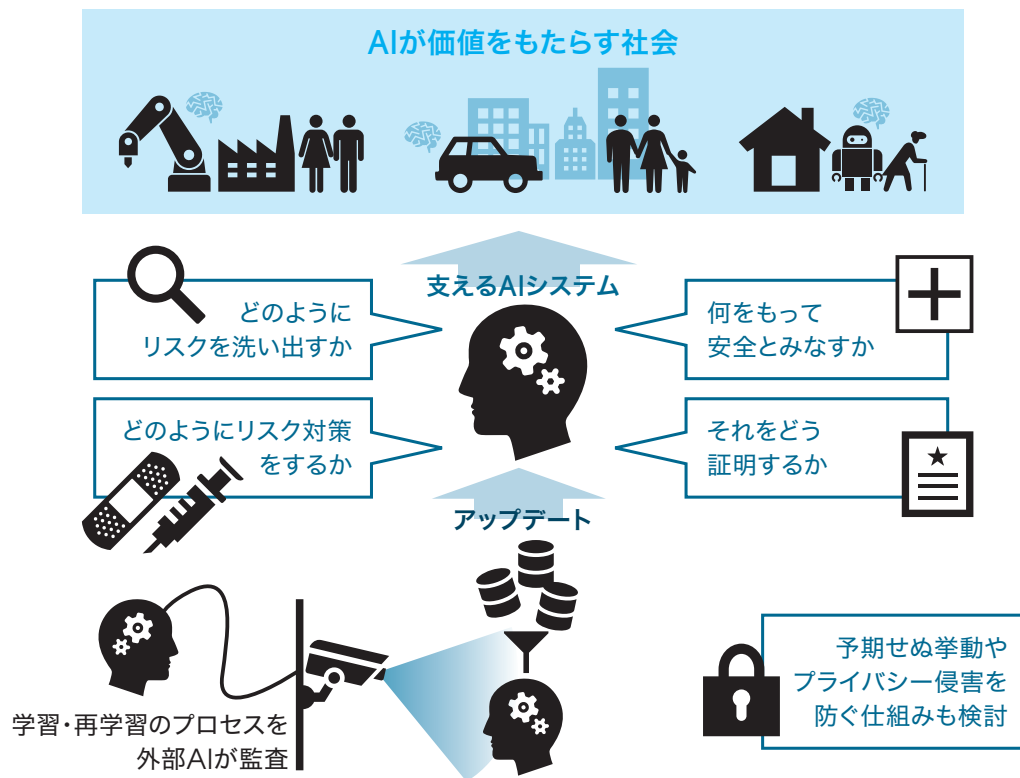 AIが価値をもたらす社会
支えるAIシステム
どのように
リスクを洗い出すか
何をもって
安全とみなすか
どのようにリスク対策
をするか
それをどう
証明するか
アップデート
学習・再学習のプロセスを
外部AIが監査
予期せぬ挙動や
プライバシー侵害を
防ぐ仕組みも検討